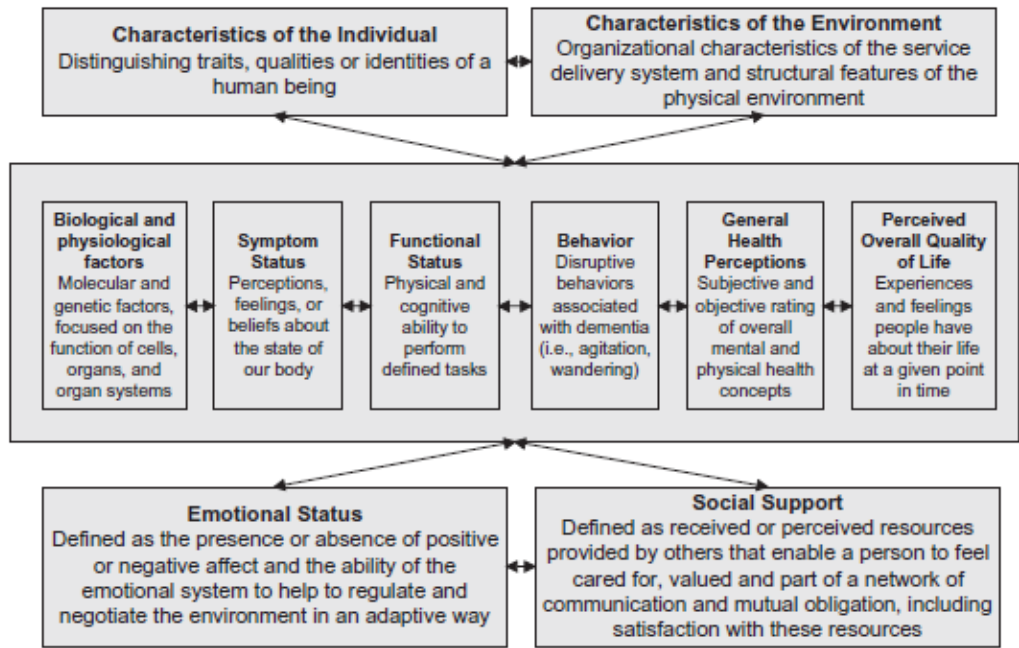 Characteristics of the Individual
Distinguishing traits, qualities or identities of a
human being
Characteristics of the Environment
Organizational characteristics of the service
delivery system and structural features of the
physical environment
Biological and
physiological
factors
Molecular and
genetic factors,
focused on the
function of cells,
organs, and
organ systems
Symptom
Status
Perceptions,
feelings, or
beliefs about
the state of
our body
Functional
Status
Physical and
cognitive
ability to
perform
defined tasks
Behavior
Disruptive
behaviors
associated
with dementia
(i.e., agitation,
wandering)
General
Health
Perceptions
Subjective and
objective rating
of overall
mental and
physical health
concepts
Perceived
Overall Quality
of Life
Experiences
and feelings
people have
about their life
at a given point
in time
Emotional Status
Defined as the presence or absence of positive
or negative affect and the ability of the
emotional system to help to regulate and
negotiate the environment in an adaptive way
Social Support
Defined as received or perceived resources
provided by others that enable a person to feel
cared for, valued and part of a network of
communication and mutual obligation, including
satisfaction with these resources